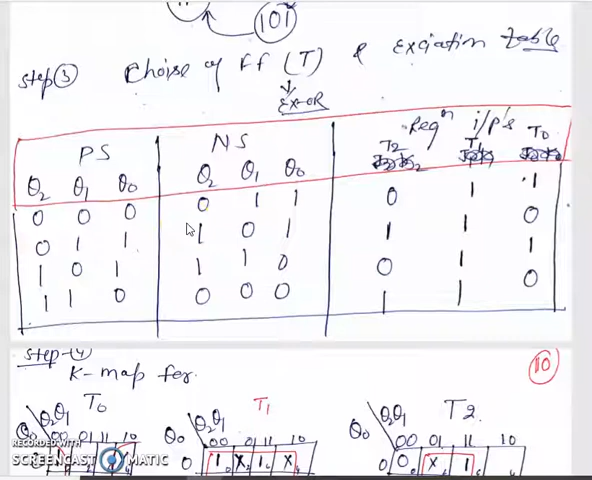 (101
step ③ Choise of FF (T) & Exciation table
↓
EX-OR
PS NS Reqⁿ i/p's
T2 T1 T0
Q2 Q1 Q0 Q2 Q1 Q0
0 0 0 0 1 1 0 1 1
0 1 1 1 0 1 1 1 0
1 0 1 1 1 0 0 1 1
1 1 0 0 0 0 1 1 0
step-(4)
K-map for. 10
T0 T1 T2
Q2Q1 Q2Q1 Q2Q1
Q0 00 01 11 10 Q0 00 01 11 10 Q0 00 01 11 10
0 1 0 1 X 1 X 0 0 X 1
RECORDED WITH
SCREENCAST MATIC